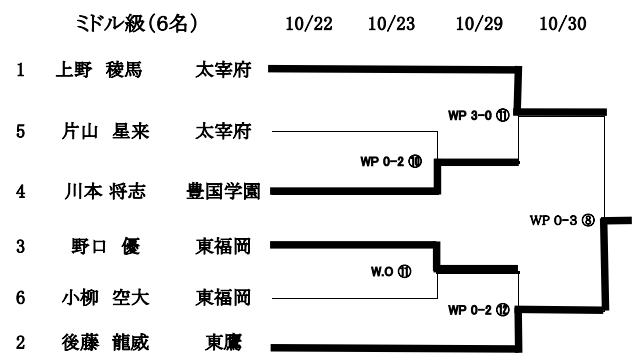 ミドル級(6名) 10/22 10/23 10/29 10/30
1 上野 稜馬 太宰府
WP 3-0 ⑪
5 片山 星来 太宰府
WP 0-2 ⑩
4 川本 将志 豊国学園
WP 0-3 ⑧
3 野口 優 東福岡
W.O ⑪
6 小柳 空大 東福岡
WP 0-2 ⑫
2 後藤 龍威 東鷹